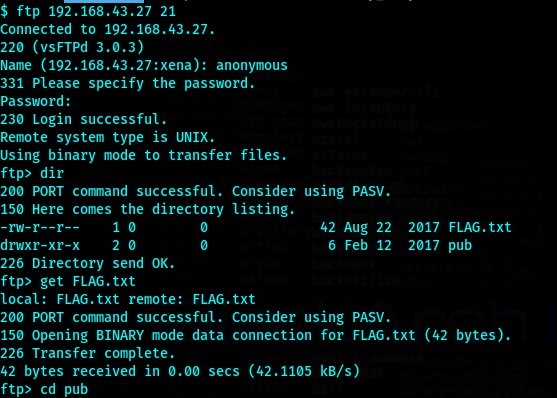 $ ftp 192.168.43.27 21
Connected to 192.168.43.27.
220 (vsFTPd 3.0.3)
Name (192.168.43.27:xena): anonymous
331 Please specify the password.
Password:
230 Login successful.
Remote system type is UNIX.
Using binary mode to transfer files.
ftp> dir
200 PORT command successful. Consider using PASV.
150 Here comes the directory listing.
-rw-r--r--    1 0        0              42 Aug 22  2017 FLAG.txt
drwxr-xr-x    2 0        0               6 Feb 12  2017 pub
226 Directory send OK.
ftp> get FLAG.txt
local: FLAG.txt remote: FLAG.txt
200 PORT command successful. Consider using PASV.
150 Opening BINARY mode data connection for FLAG.txt (42 bytes).
226 Transfer complete.
42 bytes received in 0.00 secs (42.1105 kB/s)
ftp> cd pub